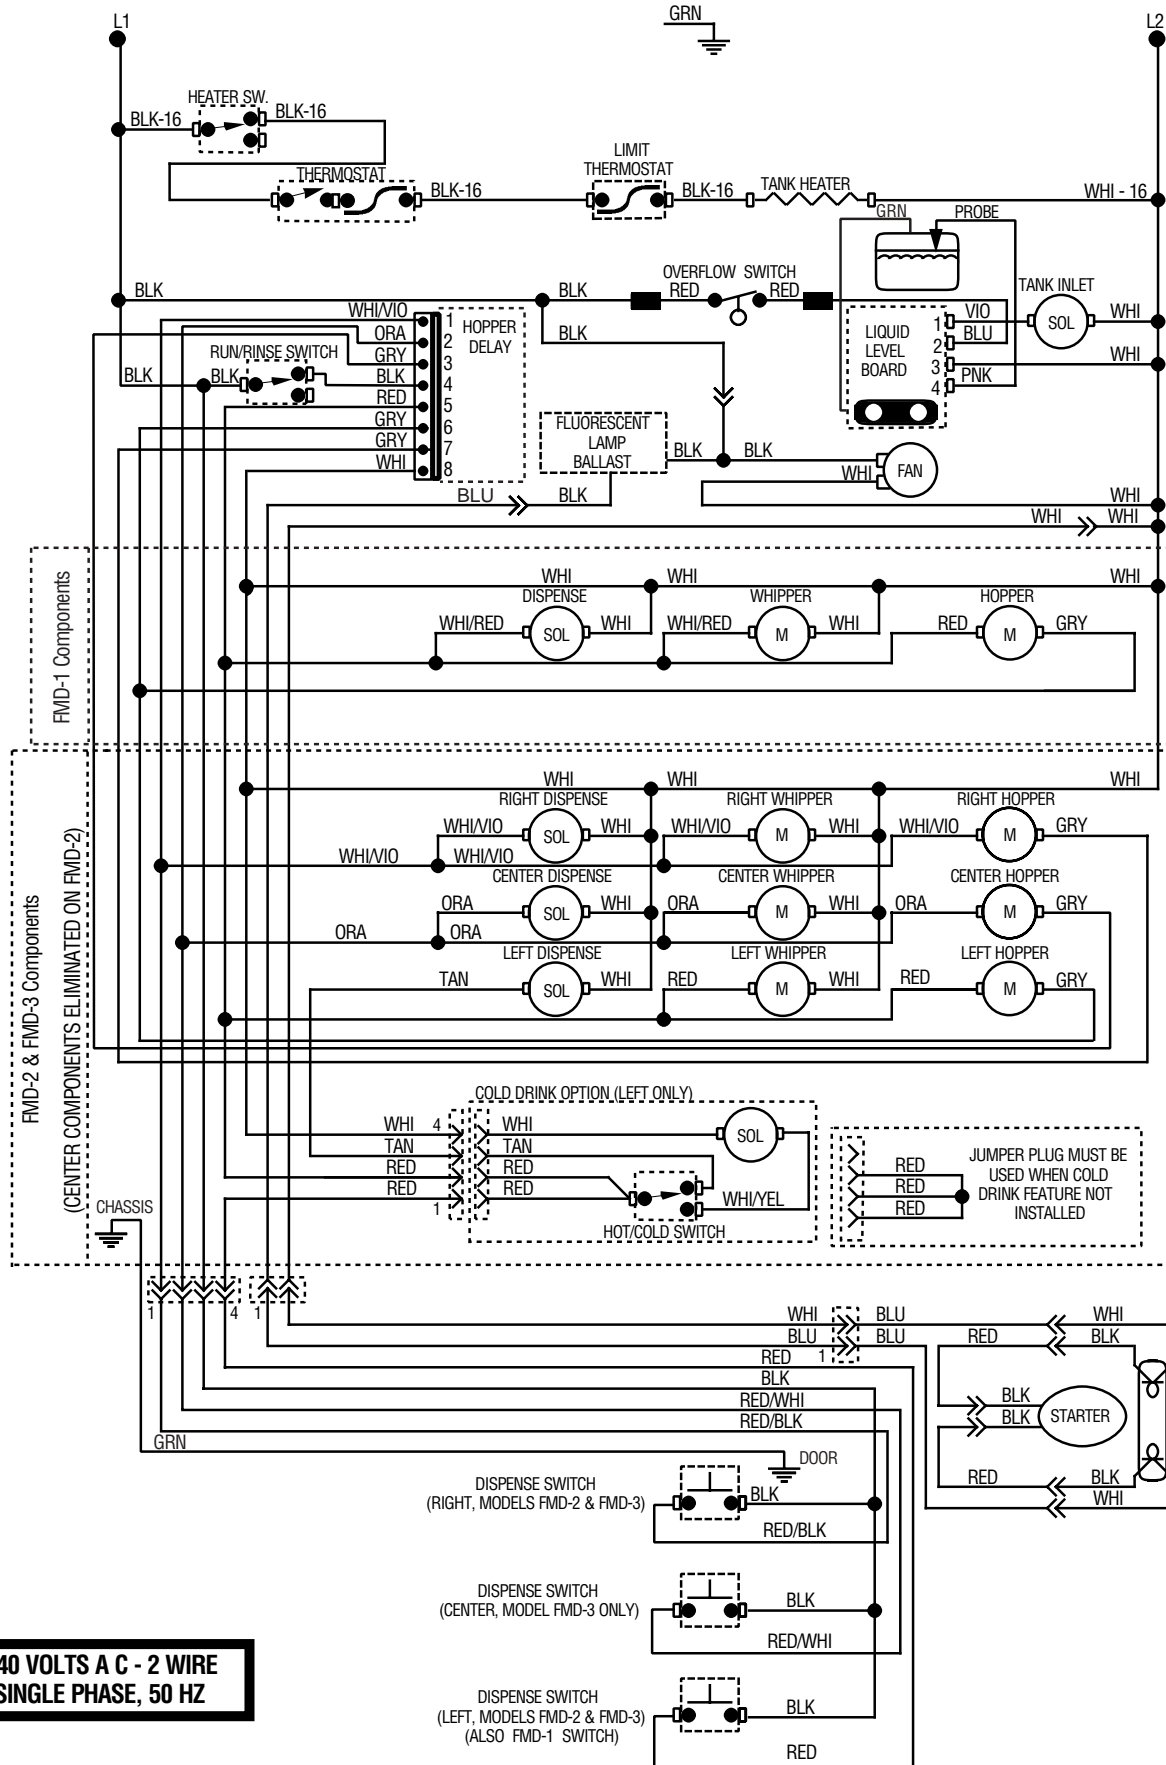 L1
GRN
L2
HEATER SW.
BLK-16
BLK-16
THERMOSTAT
BLK-16
LIMIT
THERMOSTAT
BLK-16
TANK HEATER
WHI - 16
GRN
PROBE
BLK
BLK
OVERFLOW SWITCH
RED
RED
TANK INLET
SOL
WHI
BLK
WHI/VIO
ORA
GRY
BLK
RED
GRY
GRY
WHI
1
2
3
4
5
6
7
8
HOPPER
DELAY
LIQUID
LEVEL
BOARD
1
2
3
4
VIO
BLU
PNK
WHI
RUN/RINSE SWITCH
BLK
BLK
FLUORESCENT
LAMP
BALLAST
BLK
BLK
WHI
FAN
BLU
BLK
WHI
WHI
WHI
FMD-1 Components
WHI
WHI
WHI
DISPENSE
WHIPPER
HOPPER
WHI/RED
SOL
WHI
WHI/RED
M
WHI
RED
M
GRY
FMD-2 & FMD-3 Components
(CENTER COMPONENTS ELIMINATED ON FMD-2)
WHI
WHI
WHI
RIGHT DISPENSE
RIGHT WHIPPER
RIGHT HOPPER
WHI/VIO
SOL
WHI
WHI/VIO
M
WHI
WHI/VIO
M
GRY
WHI/VIO
WHI/VIO
CENTER DISPENSE
CENTER WHIPPER
CENTER HOPPER
ORA
SOL
WHI
ORA
M
WHI
ORA
M
GRY
ORA
ORA
LEFT DISPENSE
LEFT WHIPPER
LEFT HOPPER
TAN
SOL
WHI
RED
M
WHI
RED
M
GRY
COLD DRINK OPTION (LEFT ONLY)
WHI
4
WHI
TAN
TAN
RED
RED
RED
1
RED
SOL
WHI/YEL
HOT/COLD SWITCH
RED
RED
RED
JUMPER PLUG MUST BE
USED WHEN COLD
DRINK FEATURE NOT
INSTALLED
CHASSIS
1
4
1
WHI
BLU
WHI
BLU
1
BLU
RED
BLK
RED
BLK
RED/WHI
RED/BLK
BLK
BLK
STARTER
GRN
DOOR
RED
BLK
WHI
DISPENSE SWITCH
(RIGHT, MODELS FMD-2 & FMD-3)
BLK
RED/BLK
DISPENSE SWITCH
(CENTER, MODEL FMD-3 ONLY)
BLK
RED/WHI
40 VOLTS A C - 2 WIRE
SINGLE PHASE, 50 HZ
DISPENSE SWITCH
(LEFT, MODELS FMD-2 & FMD-3)
(ALSO FMD-1 SWITCH)
BLK
RED